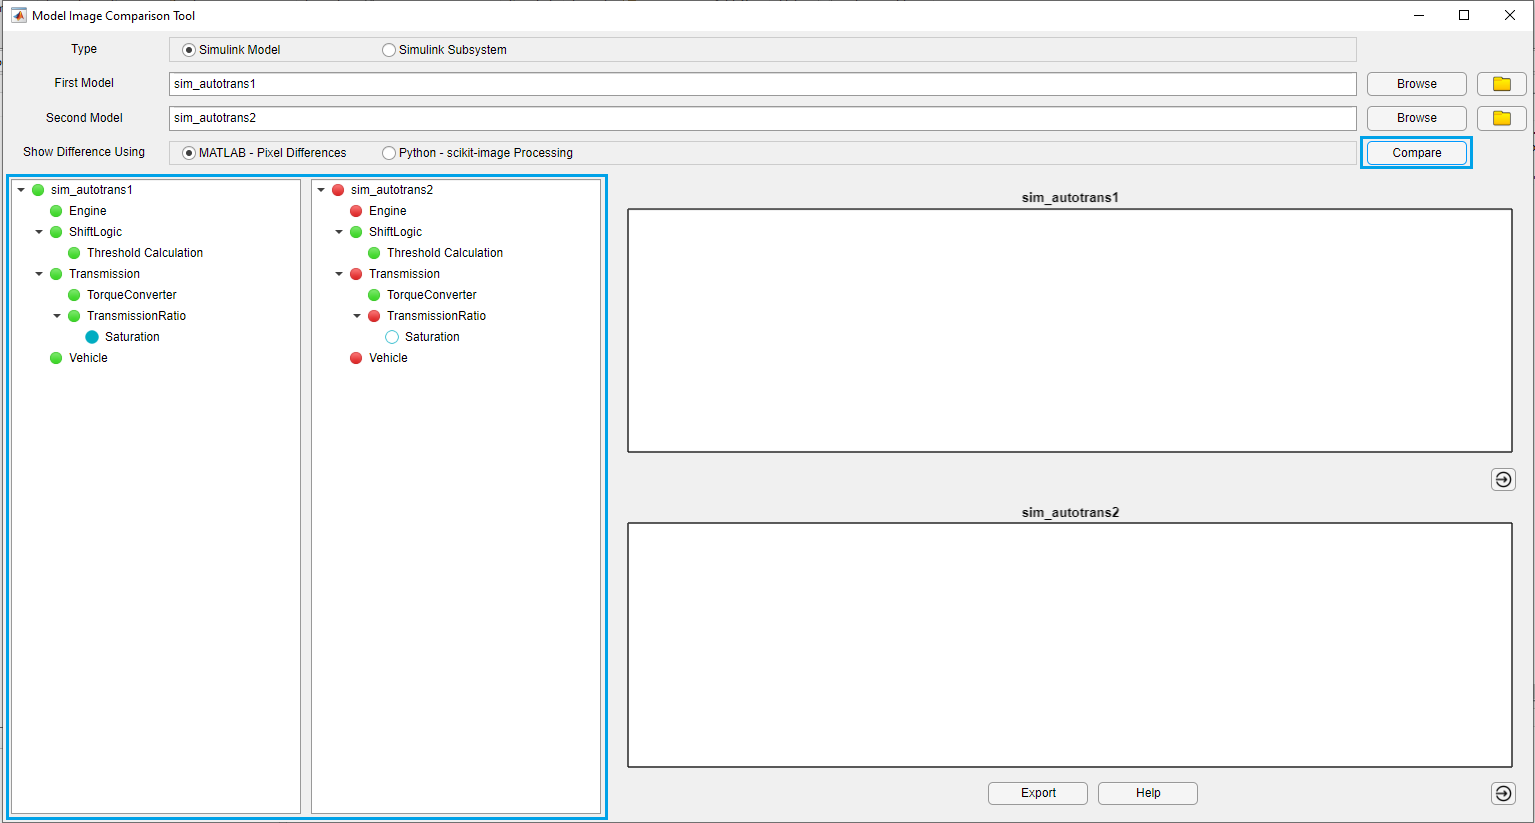 Model Image Comparison Tool
Type
Simulink Model
Simulink Subsystem
First Model
sim_autotrans1
Browse
Second Model
sim_autotrans2
Browse
Show Difference Using
MATLAB - Pixel Differences
Python - scikit-image Processing
Compare
sim_autotrans1
Engine
ShiftLogic
Threshold Calculation
Transmission
TorqueConverter
TransmissionRatio
Saturation
Vehicle
sim_autotrans2
Engine
ShiftLogic
Threshold Calculation
Transmission
TorqueConverter
TransmissionRatio
Saturation
Vehicle
sim_autotrans1
sim_autotrans2
Export
Help